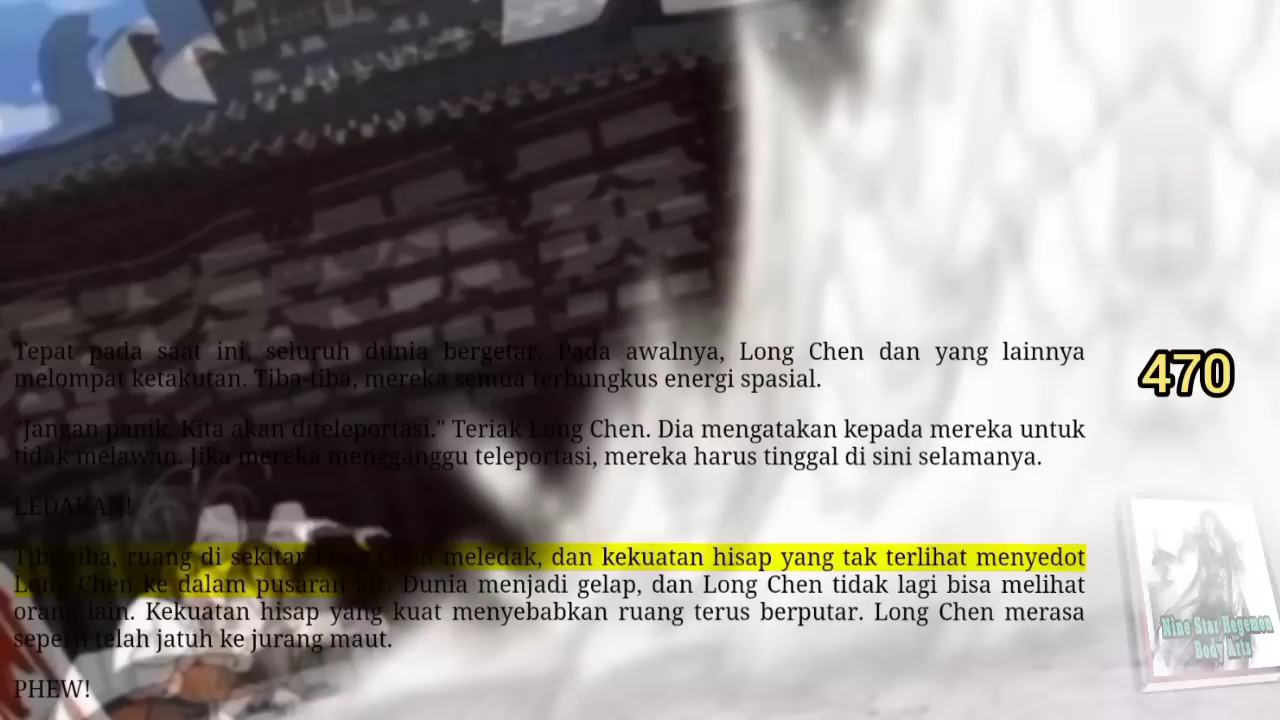 Tepat pada saat ini, seluruh dunia bergetar. Pada awalnya, Long Chen dan yang lainnya
melompat ketakutan. Tiba-tiba, mereka semua terbungkus energi spasial.
470
"Jangan panik. Kita akan diteleportasi." Teriak Long Chen. Dia mengatakan kepada mereka untuk
tidak melawan. Jika mereka mengganggu teleportasi, mereka harus tinggal di sini selamanya.
LEDAKAN!
Tiba-tiba, ruang di sekitar Long Chen meledak, dan kekuatan hisap yang tak terlihat menyedot
Long Chen ke dalam pusaran air. Dunia menjadi gelap, dan Long Chen tidak lagi bisa melihat
orang lain. Kekuatan hisap yang kuat menyebabkan ruang terus berputar. Long Chen merasa
seperti telah jatuh ke jurang maut.
Nine Star Hegemon
Body Arts
PHEW!